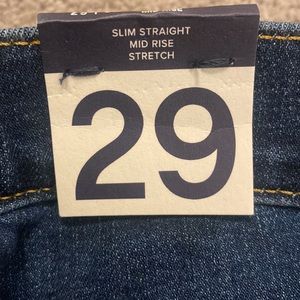 SLIM STRAIGHT
MID RISE
STRETCH
29